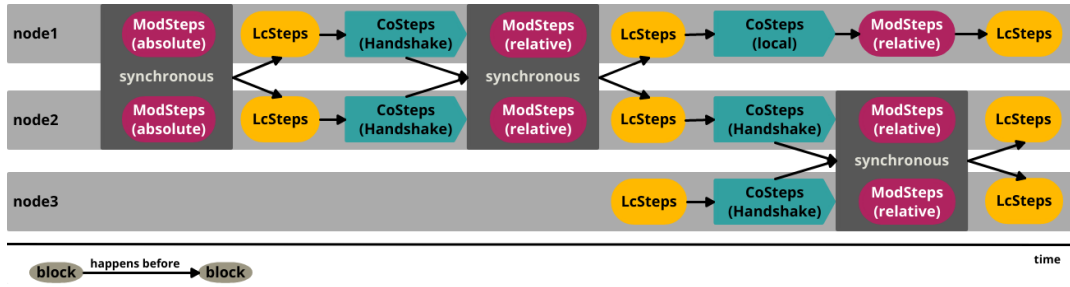 node1
ModSteps
(absolute)
LcSteps
CoSteps
(Handshake)
ModSteps
(relative)
LcSteps
CoSteps
(local)
ModSteps
(relative)
LcSteps
synchronous
synchronous
node2
ModSteps
(absolute)
LcSteps
CoSteps
(Handshake)
ModSteps
(relative)
LcSteps
CoSteps
(Handshake)
ModSteps
(relative)
LcSteps
synchronous
node3
LcSteps
CoSteps
(Handshake)
ModSteps
(relative)
LcSteps
time
block
happens before
block